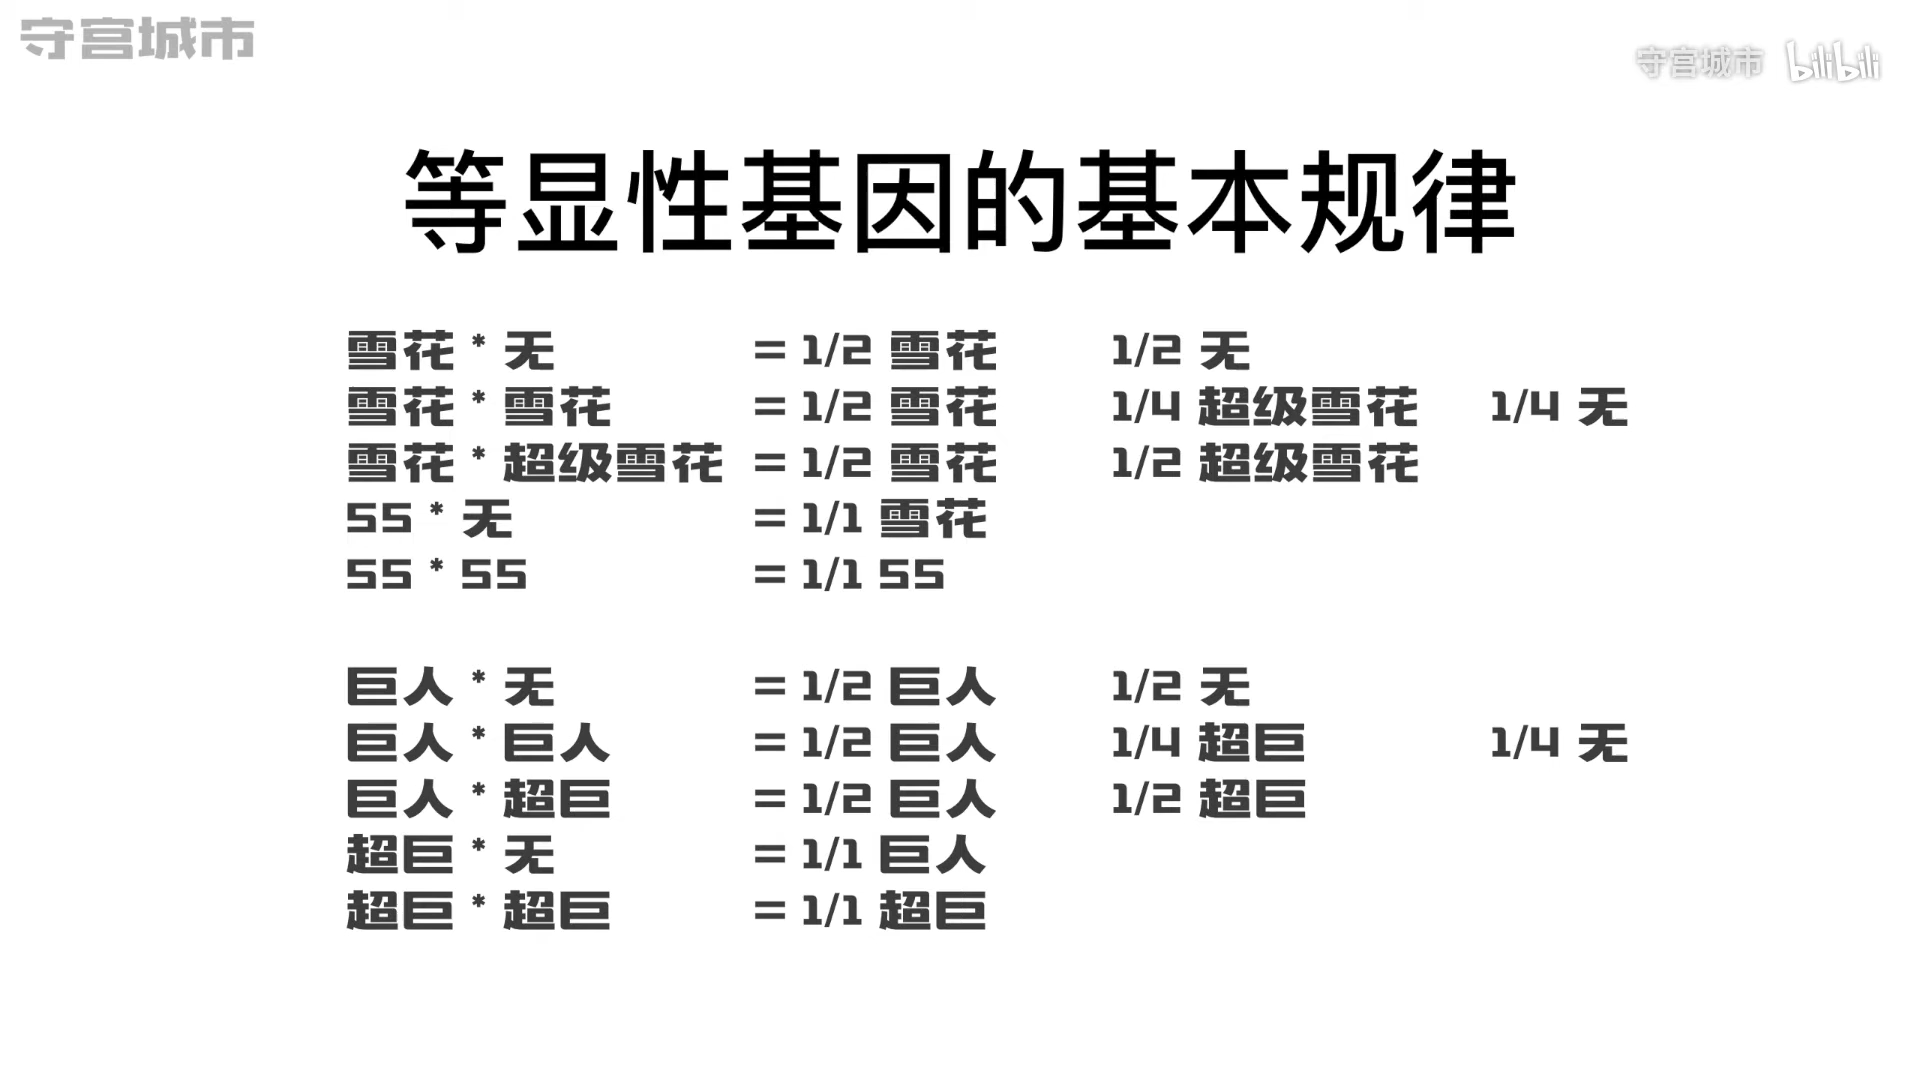 守宫城市
守宫城市 bilibili
等显性基因的基本规律
雪花 * 无 = 1/2 雪花 1/2 无
雪花 * 雪花 = 1/2 雪花 1/4 超级雪花 1/4 无
雪花 * 超级雪花 = 1/2 雪花 1/2 超级雪花
SS * 无 = 1/1 雪花
SS * SS = 1/1 SS
巨人 * 无 = 1/2 巨人 1/2 无
巨人 * 巨人 = 1/2 巨人 1/4 超巨 1/4 无
巨人 * 超巨 = 1/2 巨人 1/2 超巨
超巨 * 无 = 1/1 巨人
超巨 * 超巨 = 1/1 超巨